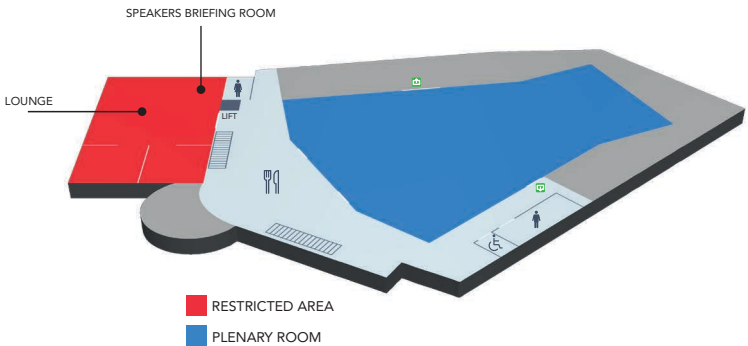 SPEAKERS BRIEFING ROOM
LOUNGE
LIFT
RESTRICTED AREA
PLENARY ROOM